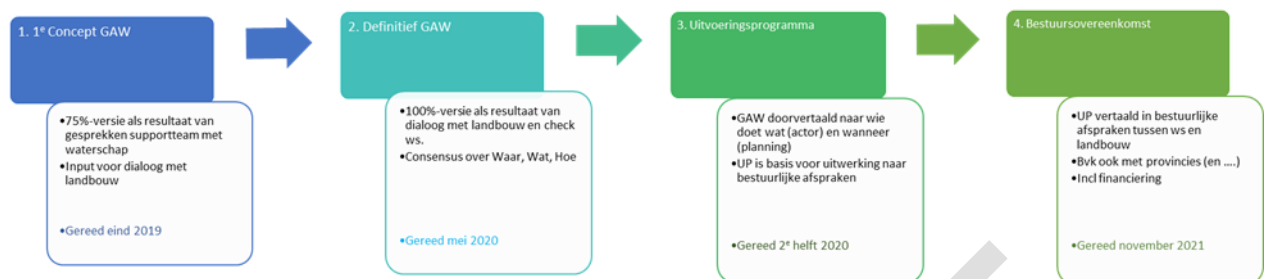 1. 1e Concept GAW
•75%-versie als resultaat van
gesprekken supportteam met
waterschap
•Input voor dialoog met
landbouw
•Gereed eind 2019
2. Definitief GAW
•100%-versie als resultaat van
dialoog met landbouw en check
ws.
•Consensus over Waar, Wat, Hoe
•Gereed mei 2020
3. Uitvoeringsprogramma
•GAW doorvertaald naar wie
doet wat (actor) en wanneer
(planning)
•UP is basis voor uitwerking naar
bestuurlijke afspraken
•Gereed 2e helft 2020
4. Bestuursovereenkomst
•UP vertaald in bestuurlijke
afspraken tussen ws en
landbouw
•Bvk ook met provincies (en ....)
•Incl financiering
•Gereed november 2021